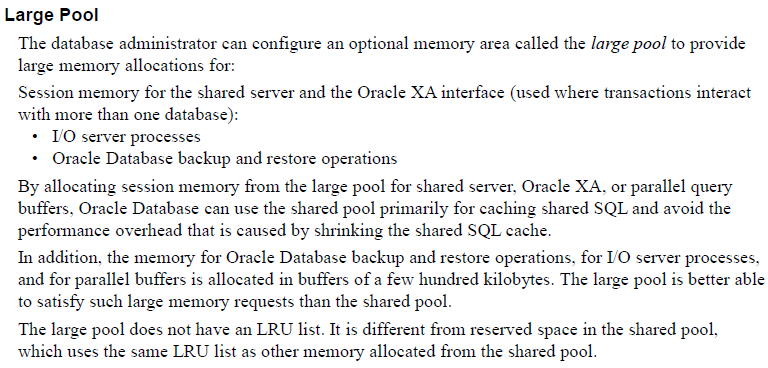 Large Pool
The database administrator can configure an optional memory area called the large pool to provide
large memory allocations for:
Session memory for the shared server and the Oracle XA interface (used where transactions interact
with more than one database):
• I/O server processes
• Oracle Database backup and restore operations
By allocating session memory from the large pool for shared server, Oracle XA, or parallel query
buffers, Oracle Database can use the shared pool primarily for caching shared SQL and avoid the
performance overhead that is caused by shrinking the shared SQL cache.
In addition, the memory for Oracle Database backup and restore operations, for I/O server processes,
and for parallel buffers is allocated in buffers of a few hundred kilobytes. The large pool is better able
to satisfy such large memory requests than the shared pool.
The large pool does not have an LRU list. It is different from reserved space in the shared pool,
which uses the same LRU list as other memory allocated from the shared pool.